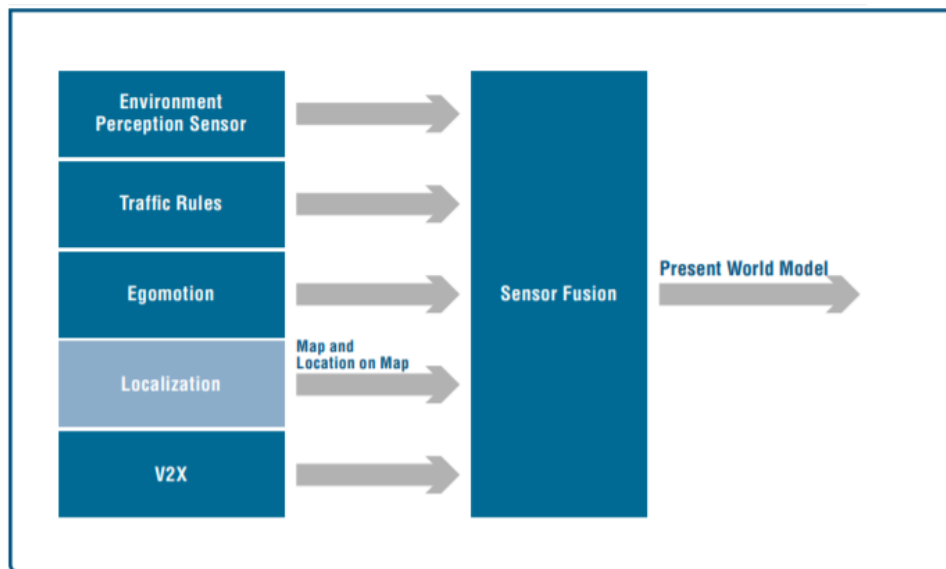 Environment
Perception Sensor
Traffic Rules
Egomotion
Localization
V2X
Map and
Location on Map
Sensor Fusion
Present World Model